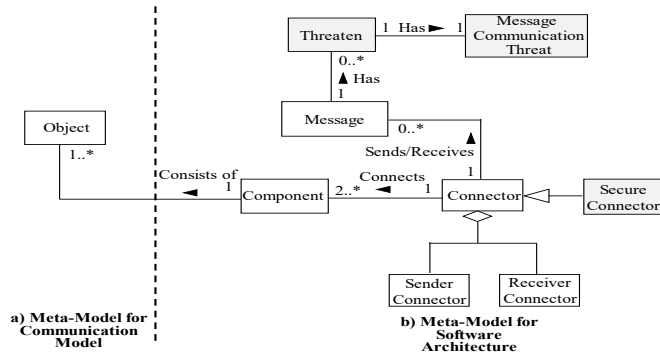 Threaten
1 Has 1
Message
Communication
Threat
0..*
Has
1
Object
1..*
Message
0..*
Sends/Receives
1
Consists of
1
Component
Connects
2..* 1
Connector
Secure
Connector
Sender
Connector
Receiver
Connector
a) Meta-Model for
Communication
Model
b) Meta-Model for
Software
Architecture